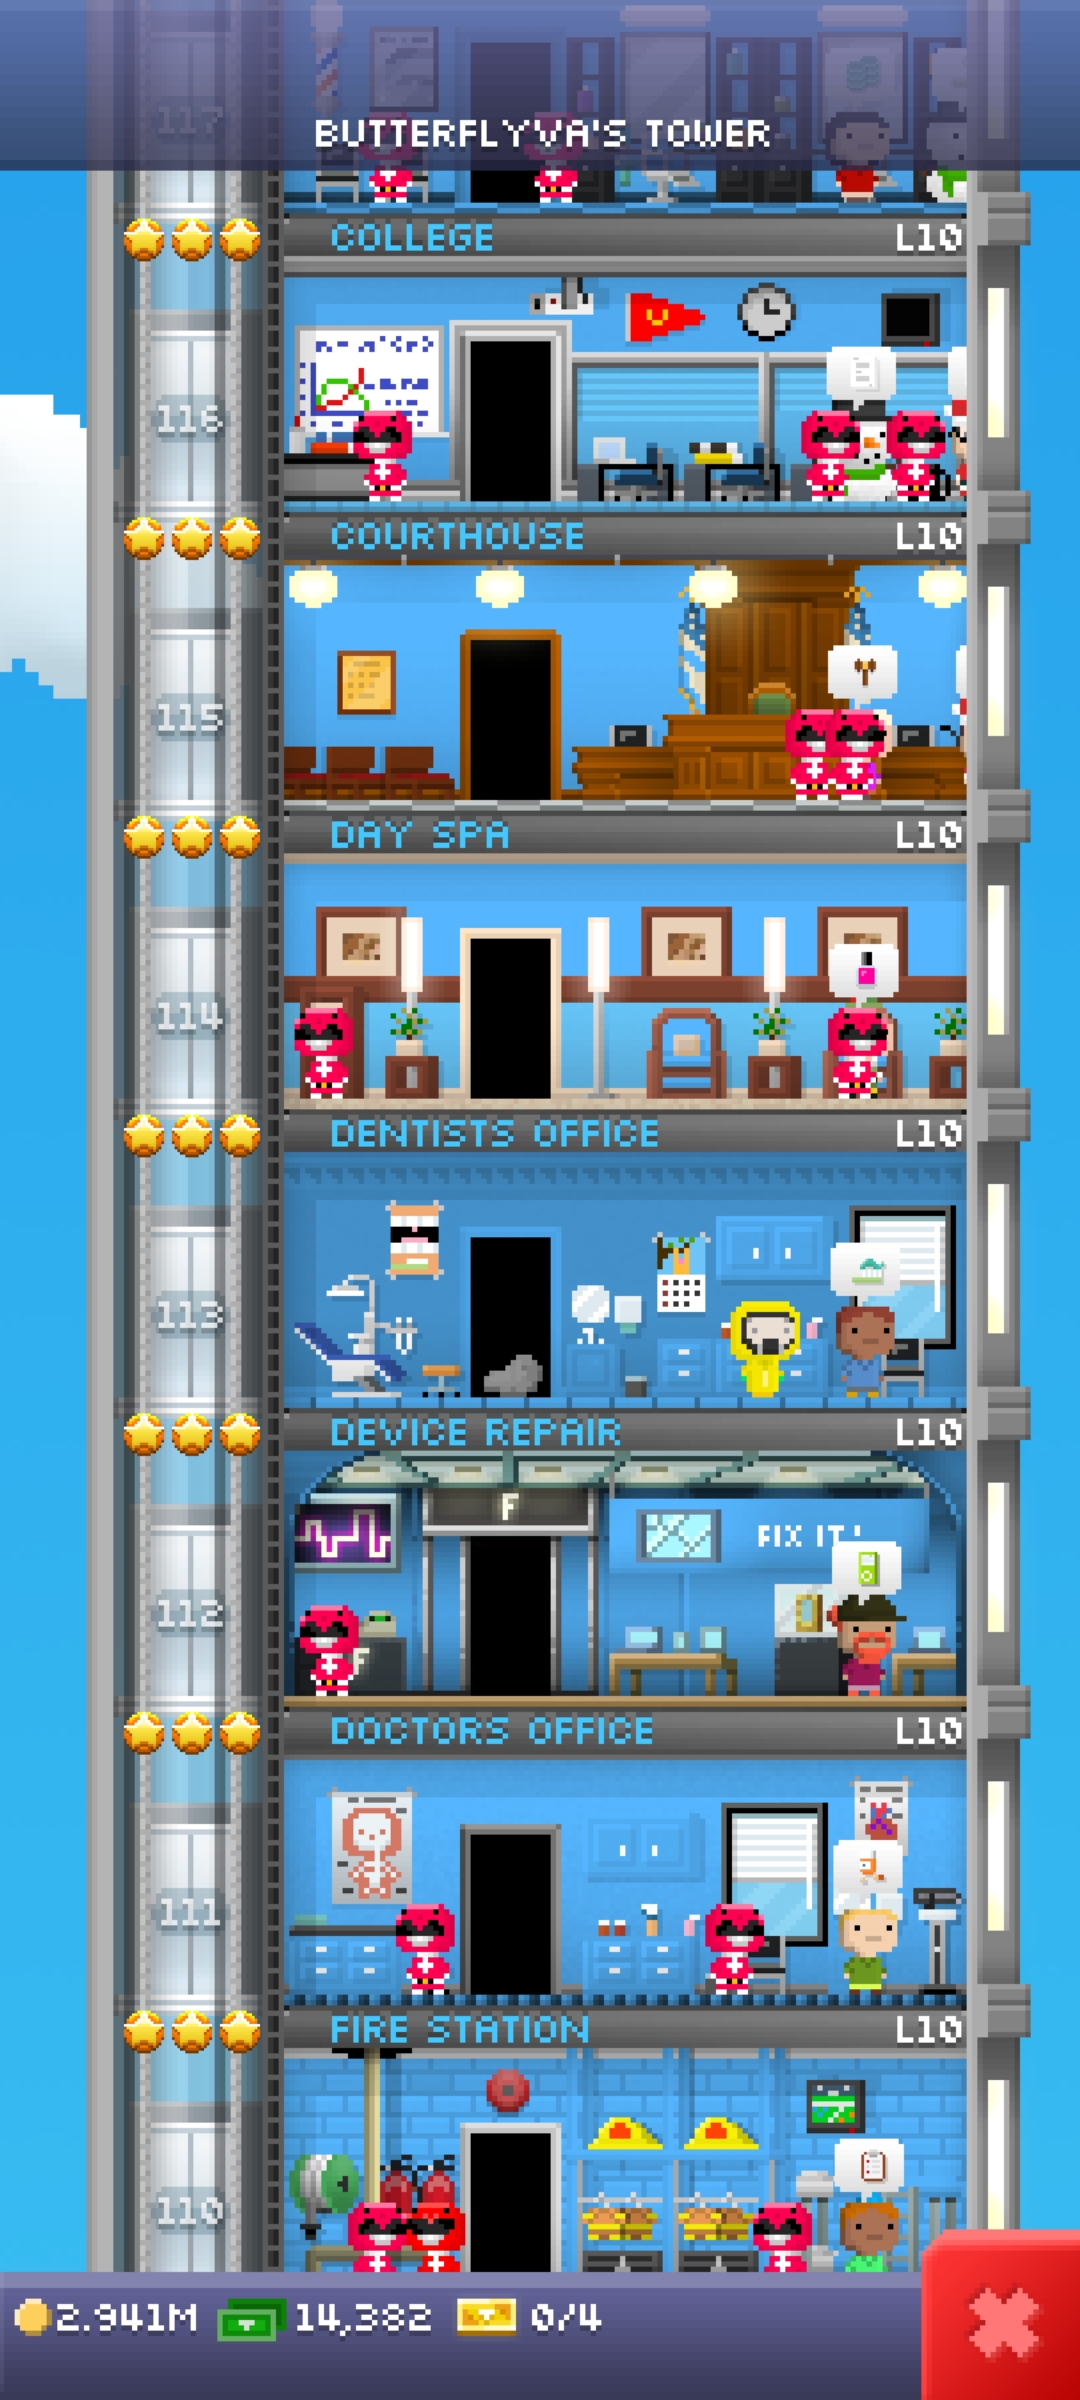 117
BUTTERFLYVA'S TOWER
COLLEGE L10
116
COURTHOUSE L10
115
DAY SPA L10
114
DENTISTS OFFICE L10
113
DEVICE REPAIR L10
F
FIX IT!
112
F
DOCTORS OFFICE L10
111
FIRE STATION L10
110
2.941M 14,382 0/4